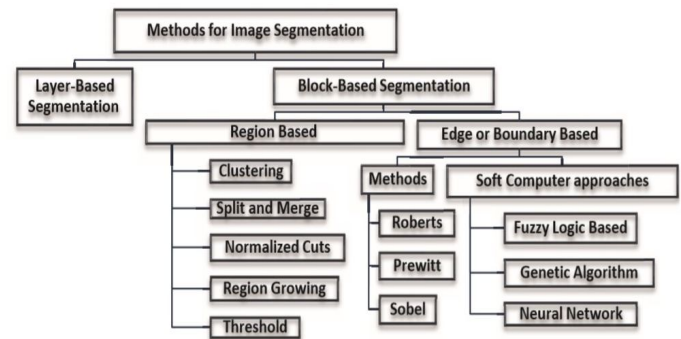 Methods for Image Segmentation
Layer-Based
Segmentation
Block-Based Segmentation
Region Based
Edge or Boundary Based
Clustering
Split and Merge
Normalized Cuts
Region Growing
Threshold
Methods
Roberts
Prewitt
Sobel
Soft Computer approaches
Fuzzy Logic Based
Genetic Algorithm
Neural Network